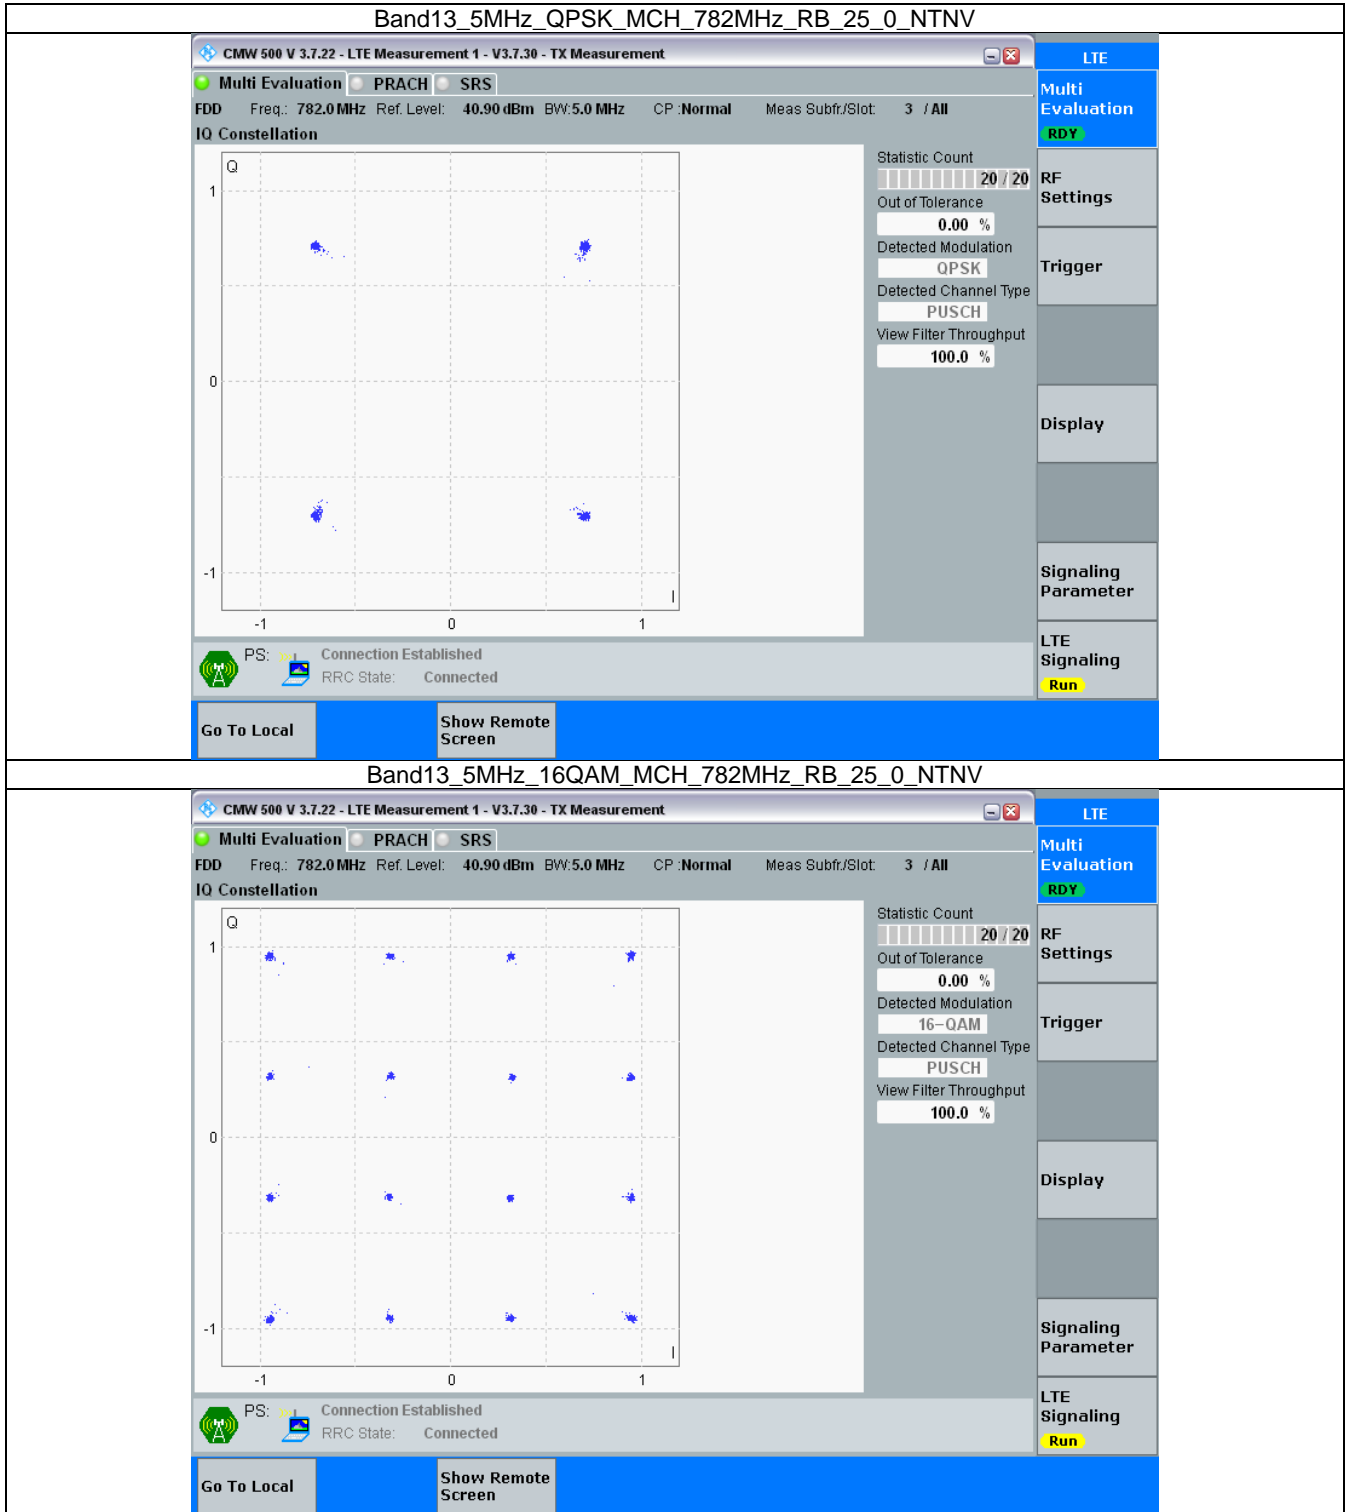 Band13_5MHz_QPSK_MCH_782MHz_RB_25_0_NTNV
CMW 500 V 3.7.22 - LTE Measurement 1 - V3.7.30 - TX Measurement
LTE
Multi Evaluation PRACH SRS
Multi
Evaluation
RDY
FDD Freq.: 782.0 MHz Ref. Level: 40.90 dBm BW: 5.0 MHz CP : Normal Meas Subfr./Slot: 3 / All
IQ Constellation
Q
1
0
-1
-1 0 1
I
Statistic Count
20 / 20
Out of Tolerance
0.00 %
Detected Modulation
QPSK
Detected Channel Type
PUSCH
View Filter Throughput
100.0 %
RF
Settings
Trigger
Display
Signaling
Parameter
LTE
Signaling
Run
PS: Connection Established
RRC State: Connected
Go To Local
Show Remote
Screen
Band13_5MHz_16QAM_MCH_782MHz_RB_25_0_NTNV
CMW 500 V 3.7.22 - LTE Measurement 1 - V3.7.30 - TX Measurement
LTE
Multi Evaluation PRACH SRS
Multi
Evaluation
RDY
FDD Freq.: 782.0 MHz Ref. Level: 40.90 dBm BW: 5.0 MHz CP : Normal Meas Subfr./Slot: 3 / All
IQ Constellation
Q
1
0
-1
-1 0 1
I
Statistic Count
20 / 20
Out of Tolerance
0.00 %
Detected Modulation
16-QAM
Detected Channel Type
PUSCH
View Filter Throughput
100.0 %
RF
Settings
Trigger
Display
Signaling
Parameter
LTE
Signaling
Run
PS: Connection Established
RRC State: Connected
Go To Local
Show Remote
Screen